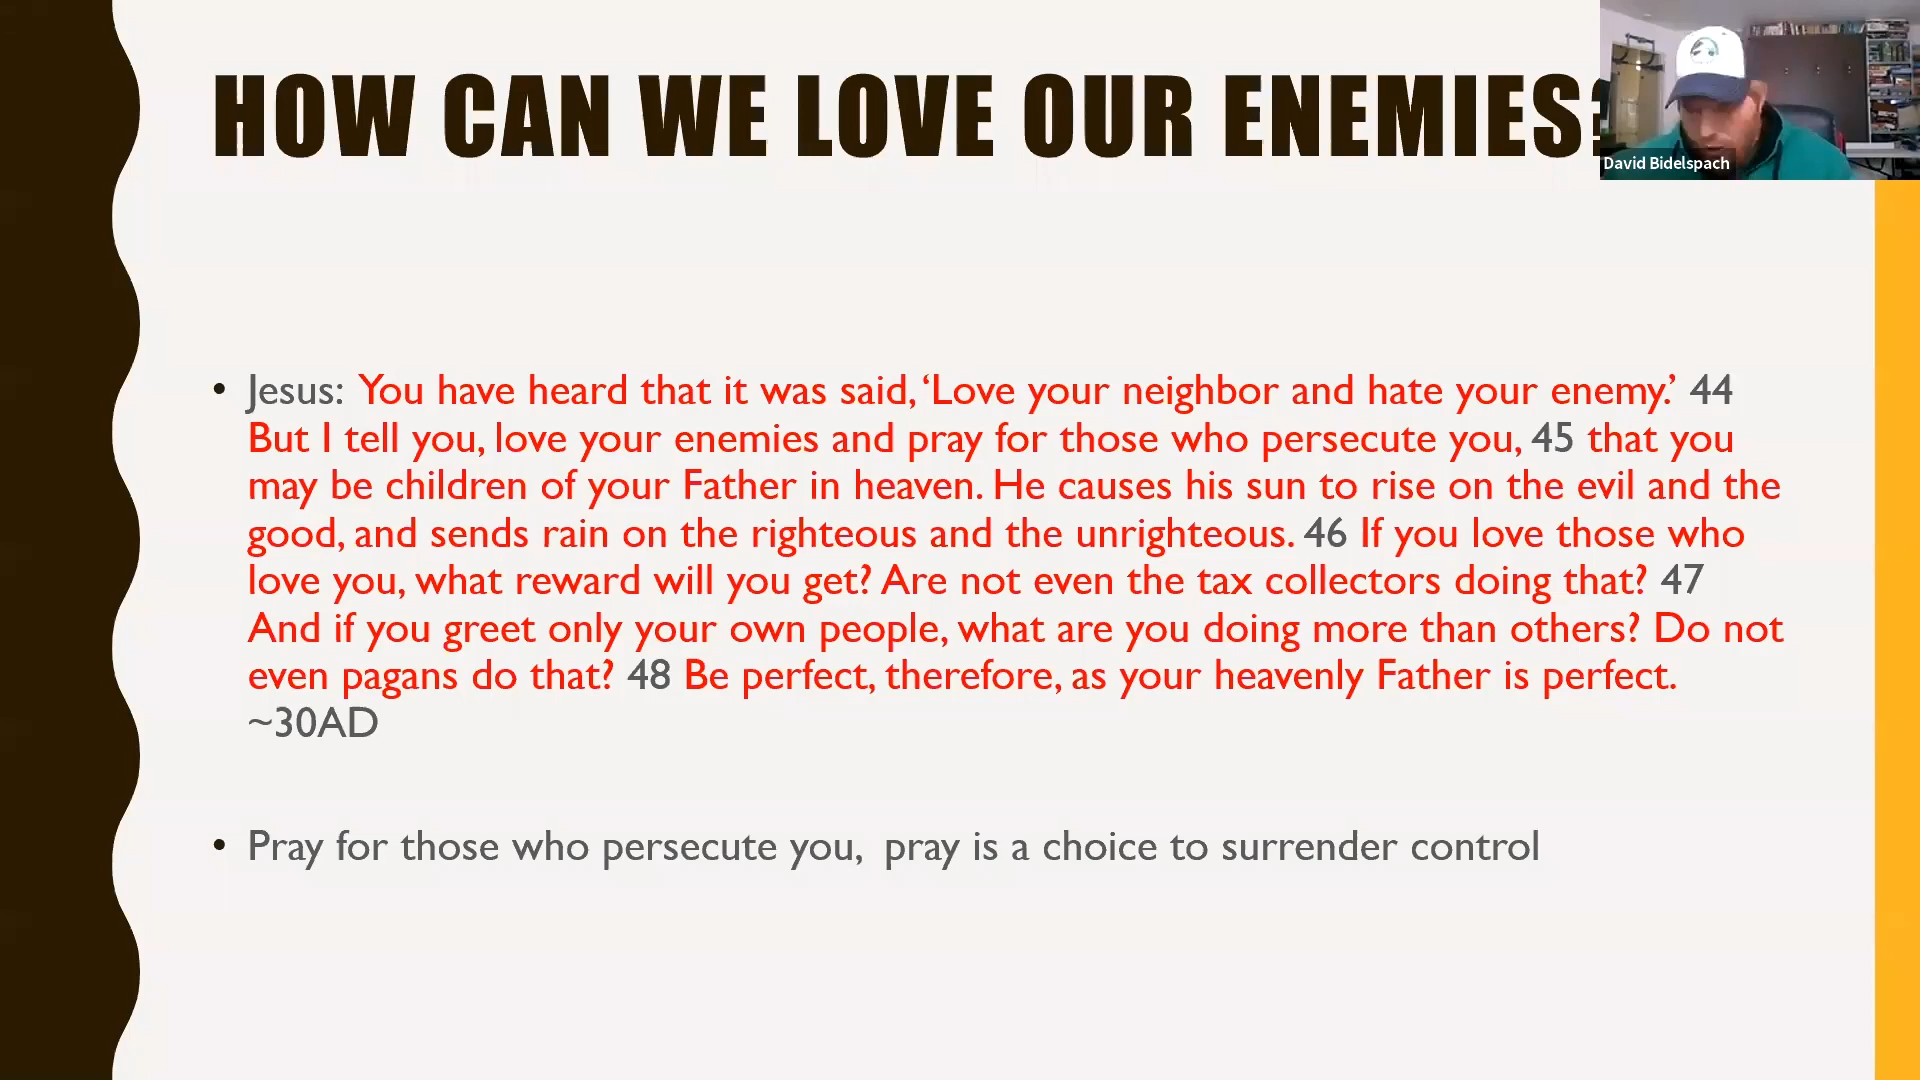 HOW CAN WE LOVE OUR ENEMIES?
David Bidelspach
• Jesus: You have heard that it was said, ‘Love your neighbor and hate your enemy.’ 44
But I tell you, love your enemies and pray for those who persecute you, 45 that you
may be children of your Father in heaven. He causes his sun to rise on the evil and the
good, and sends rain on the righteous and the unrighteous. 46 If you love those who
love you, what reward will you get? Are not even the tax collectors doing that? 47
And if you greet only your own people, what are you doing more than others? Do not
even pagans do that? 48 Be perfect, therefore, as your heavenly Father is perfect.
~30AD
• Pray for those who persecute you, pray is a choice to surrender control